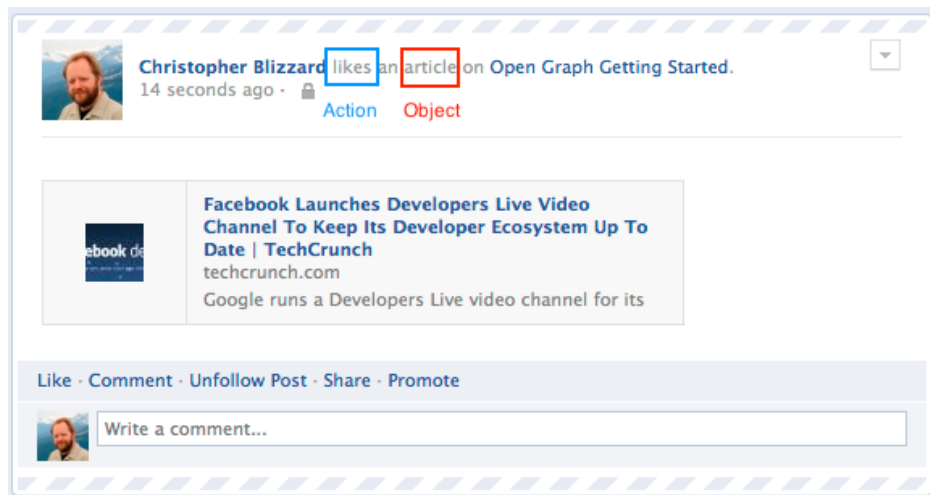 Christopher Blizzard likes an article on Open Graph Getting Started.
14 seconds ago ·
Action Object
Facebook Launches Developers Live Video
Channel To Keep Its Developer Ecosystem Up To
Date | TechCrunch
ebook de
techcrunch.com
Google runs a Developers Live video channel for its
Like · Comment · Unfollow Post · Share · Promote
Write a comment...